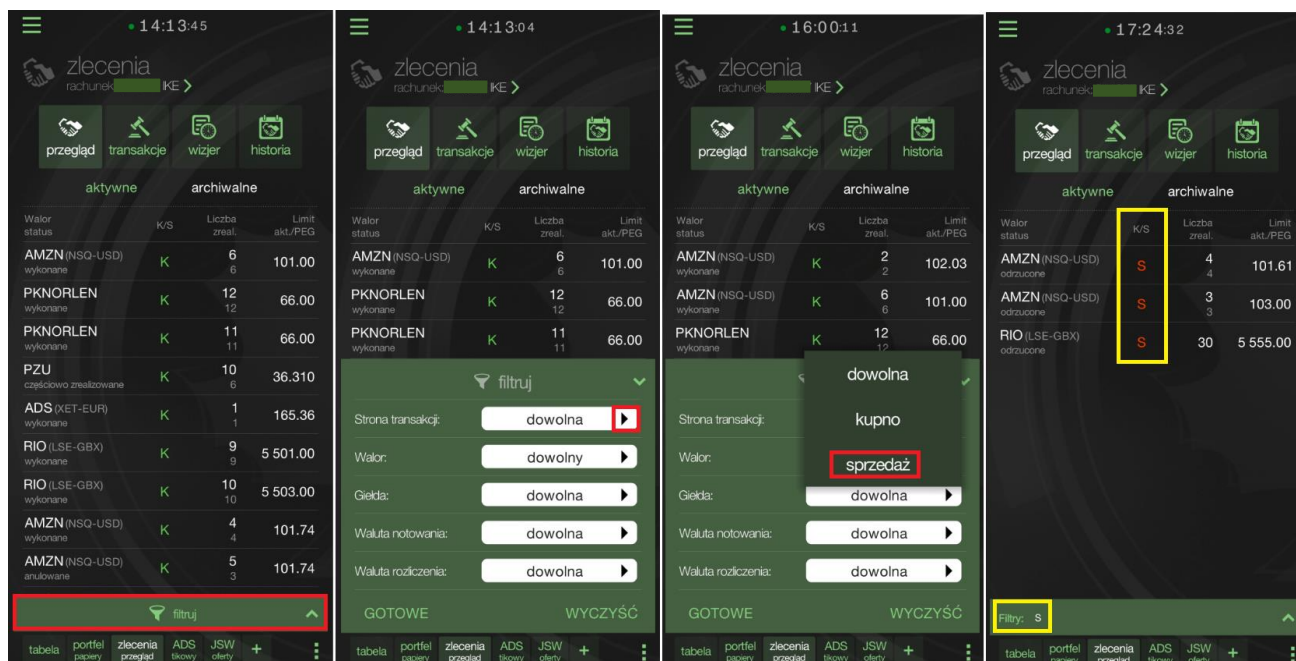 14:13:45
zlecenia
rachunek: IKE >
przegląd transakcje wizjer historia
aktywne archiwalne
Walor K/S Liczba Limit
status zreal. akt./PEG
AMZN (NSQ-USD) K 6 101.00
wykonane 6
PKNORLEN K 12 66.00
wykonane 12
PKNORLEN K 11 66.00
wykonane 11
PZU K 10 36.310
częściowo zrealizowane 6
ADS (XET-EUR) K 1 165.36
wykonane 1
RIO (LSE-GBX) K 9 5 501.00
wykonane 9
RIO (LSE-GBX) K 10 5 503.00
wykonane 10
AMZN (NSQ-USD) K 4 101.74
wykonane 4
AMZN (NSQ-USD) K 5 101.74
anulowane 3
filtruj
tabela portfel zlecenia ADS JSW +
papiery przegląd tikowy oferty
14:13:04
zlecenia
rachunek: IKE >
przegląd transakcje wizjer historia
aktywne archiwalne
Walor K/S Liczba Limit
status zreal. akt./PEG
AMZN (NSQ-USD) K 6 101.00
wykonane 6
PKNORLEN K 12 66.00
wykonane 12
PKNORLEN K 11 66.00
wykonane 11
filtruj
Strona transakcji: dowolna
Walor: dowolny
Giełda: dowolna
Waluta notowania: dowolna
Waluta rozliczenia: dowolna
GOTOWE WYCZYŚĆ
tabela portfel zlecenia ADS JSW +
papiery przegląd tikowy oferty
16:00:11
zlecenia
rachunek: IKE >
przegląd transakcje wizjer historia
aktywne archiwalne
Walor K/S Liczba Limit
status zreal. akt./PEG
AMZN (NSQ-USD) K 2 102.03
wykonane 2
AMZN (NSQ-USD) K 6 101.00
wykonane 6
PKNORLEN K 12 66.00
wykonane 12
dowolna
kupno
sprzedaż
Strona transakcji:
Walor:
Giełda: dowolna
Waluta notowania: dowolna
Waluta rozliczenia: dowolna
GOTOWE WYCZYŚĆ
tabela portfel zlecenia ADS JSW +
papiery przegląd tikowy oferty
17:24:32
zlecenia
rachunek: IKE >
przegląd transakcje wizjer historia
aktywne archiwalne
Walor K/S Liczba Limit
status zreal. akt./PEG
AMZN (NSQ-USD) S 4 101.61
odrzucone 4
AMZN (NSQ-USD) S 3 103.00
odrzucone 3
RIO (LSE-GBX) S 30 5 555.00
odrzucone
Filtry: S
tabela portfel zlecenia ADS JSW +
papiery przegląd tikowy oferty